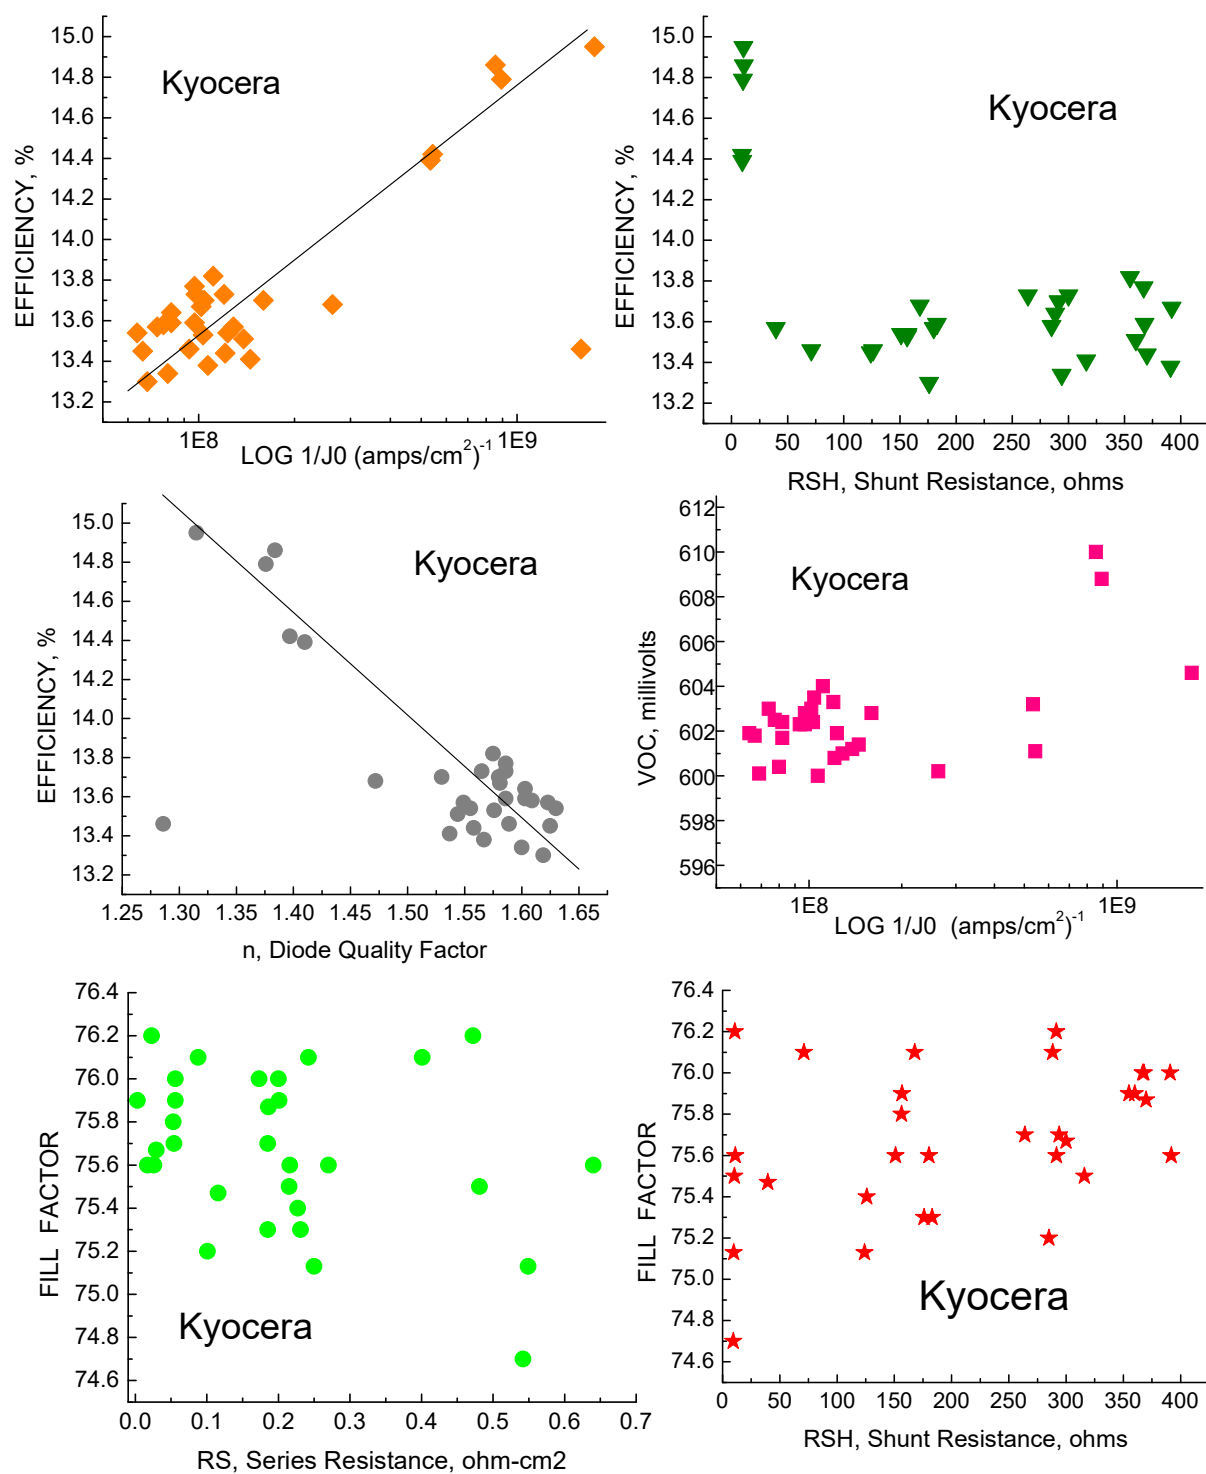 15.0
14.8
14.6
14.4
14.2
14.0
13.8
13.6
13.4
13.2
EFFICIENCY, %
Kyocera
1E8
1E9
LOG 1/J0 (amps/cm²)⁻¹
15.0
14.8
14.6
14.4
14.2
14.0
13.8
13.6
13.4
13.2
EFFICIENCY, %
Kyocera
0 50 100 150 200 250 300 350 400
RSH, Shunt Resistance, ohms
15.0
14.8
14.6
14.4
14.2
14.0
13.8
13.6
13.4
13.2
EFFICIENCY, %
Kyocera
1.25 1.30 1.35 1.40 1.45 1.50 1.55 1.60 1.65
n, Diode Quality Factor
612
610
608
606
604
602
600
598
596
VOC, millivolts
Kyocera
1E8
1E9
LOG 1/J0 (amps/cm²)⁻¹
76.4
76.2
76.0
75.8
75.6
75.4
75.2
75.0
74.8
74.6
FILL FACTOR
Kyocera
0.0 0.1 0.2 0.3 0.4 0.5 0.6 0.7
RS, Series Resistance, ohm-cm2
76.4
76.2
76.0
75.8
75.6
75.4
75.2
75.0
74.8
74.6
FILL FACTOR
Kyocera
0 50 100 150 200 250 300 350 400
RSH, Shunt Resistance, ohms